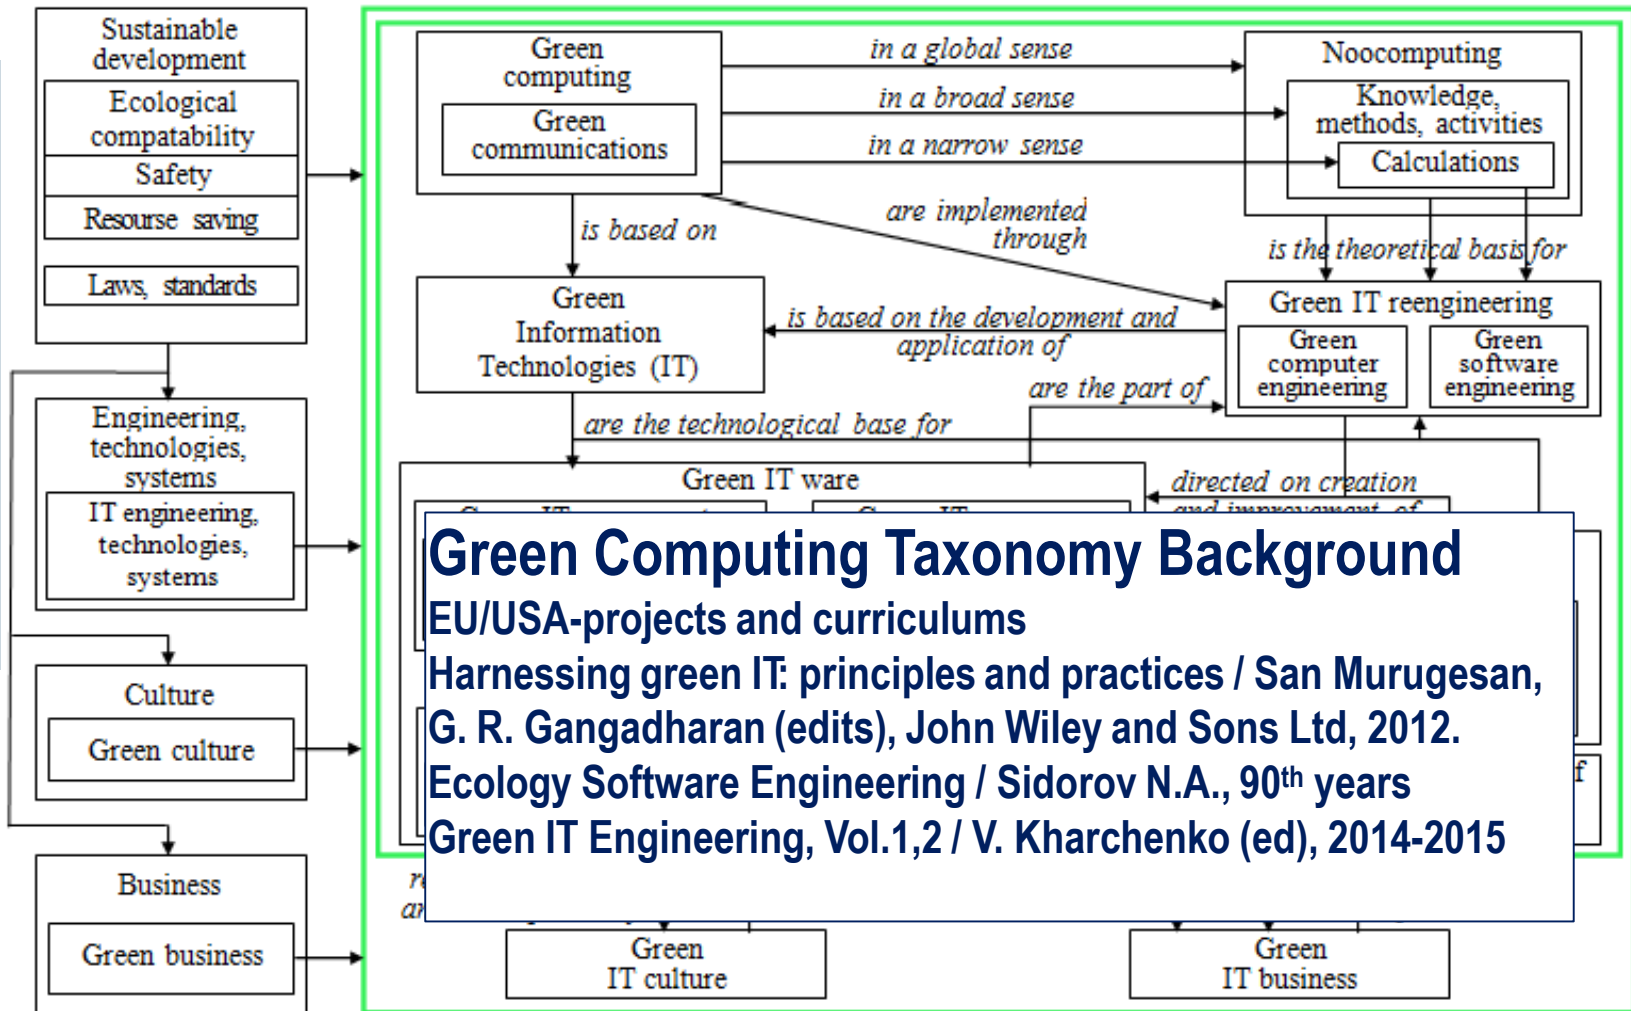 Sustainable
development
Ecological
compatability
Safety
Resourse saving
Laws, standards
Engineering,
technologies,
systems
IT engineering,
technologies,
systems
Culture
Green culture
Business
Green business
Green
computing
Green
communications
in a global sense
in a broad sense
in a narrow sense
Noocomputing
Knowledge,
methods, activities
Calculations
is based on
are implemented
through
is the theoretical basis for
Green
Information
Technologies (IT)
is based on the development and
application of
Green IT reengineering
Green
computer
engineering
Green
software
engineering
are the part of
are the technological base for
Green IT ware
directed on creation
and improvement of
Green Computing Taxonomy Background
EU/USA-projects and curriculums
Harnessing green IT: principles and practices / San Murugesan,
G. R. Gangadharan (edits), John Wiley and Sons Ltd, 2012.
Ecology Software Engineering / Sidorov N.A., 90th years
Green IT Engineering, Vol.1,2 / V. Kharchenko (ed), 2014-2015
Green
IT culture
Green
IT business